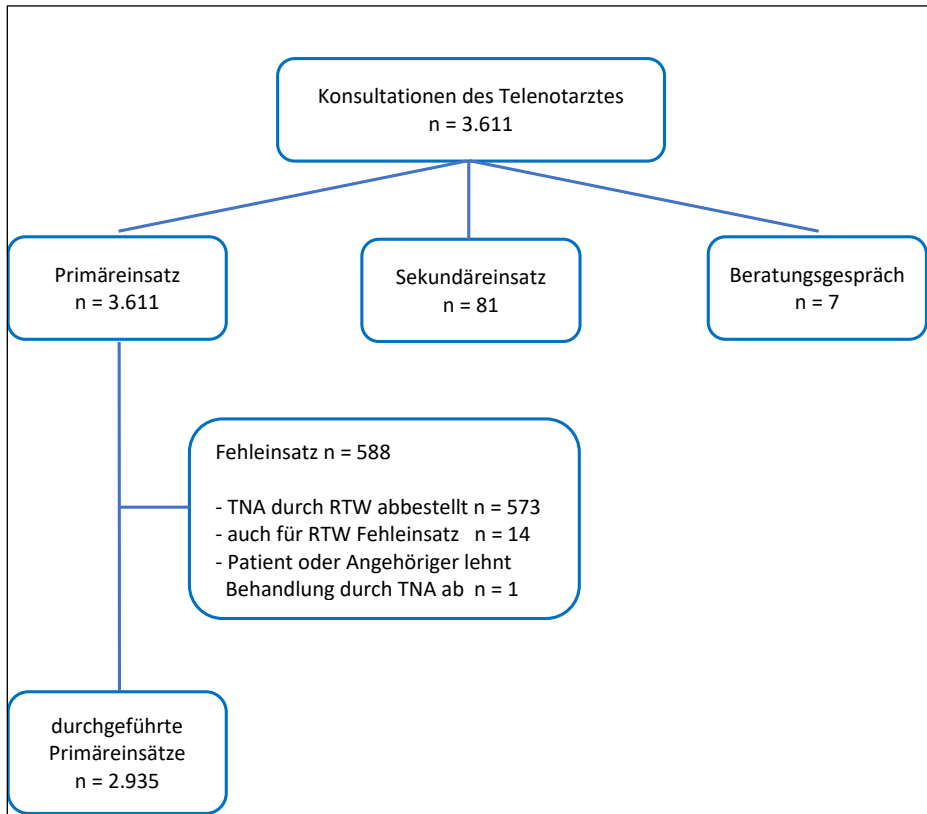 Konsultationen des Telenotarztes
n = 3.611
Primäreinsatz
n = 3.611
Sekundäreinsatz
n = 81
Beratungsgespräch
n = 7
Fehleinsatz n = 588
- TNA durch RTW abbestellt n = 573
- auch für RTW Fehleinsatz n = 14
- Patient oder Angehöriger lehnt
Behandlung durch TNA ab n = 1
durchgeführte
Primäreinsätze
n = 2.935